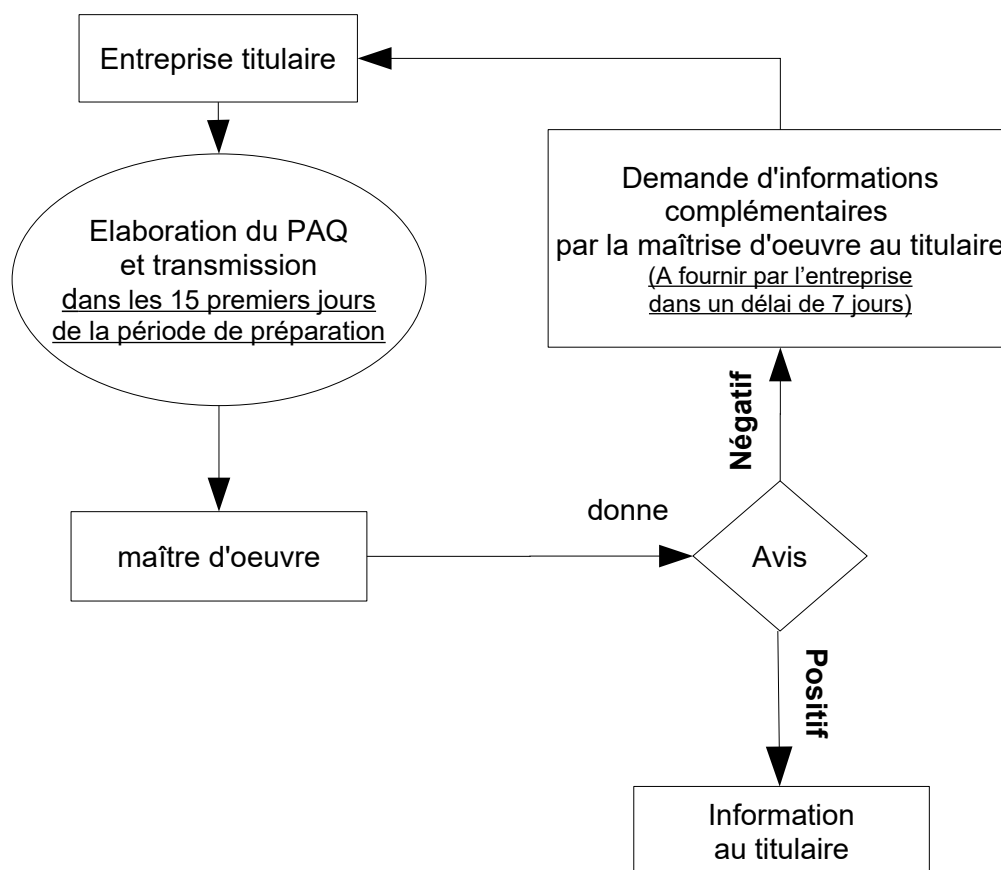 Entreprise titulaire
Elaboration du PAQ
et transmission
dans les 15 premiers jours
de la période de préparation
maître d'oeuvre
donne
Avis
Négatif
Demande d'informations
complémentaires
par la maîtrise d'oeuvre au titulaire
(A fournir par l’entreprise
dans un délai de 7 jours)
Positif
Information
au titulaire